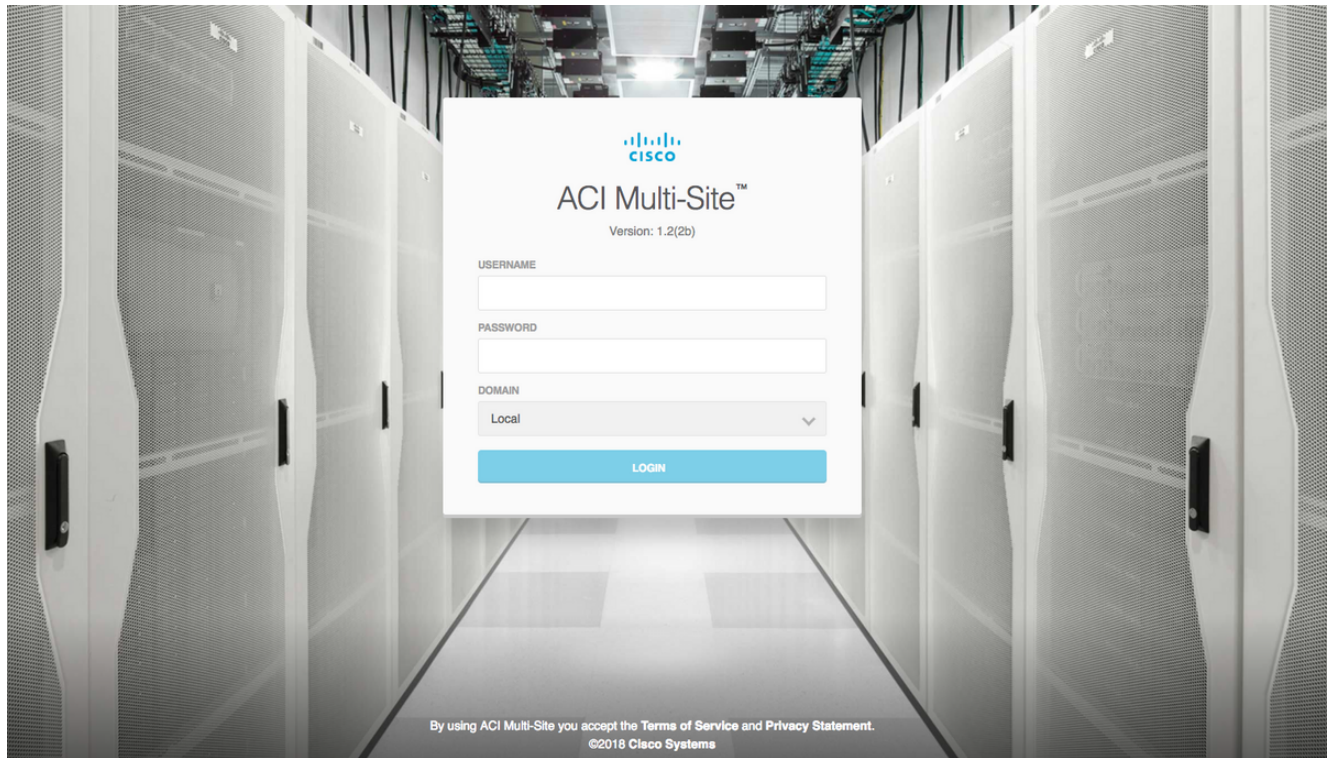 CISCO
ACI Multi-Site™
Version: 1.2(2b)
USERNAME
PASSWORD
DOMAIN
Local
LOGIN
By using ACI Multi-Site you accept the Terms of Service and Privacy Statement.
©2018 Cisco Systems